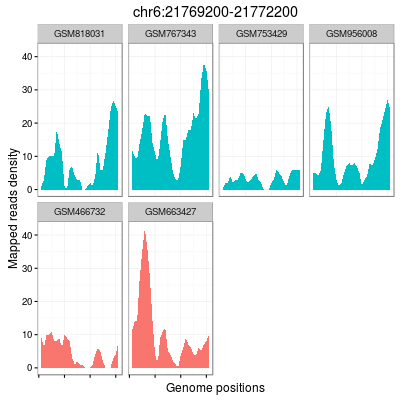 chr6:21769200-21772200
GSM818031 GSM767343 GSM753429 GSM956008
40
30
20
10
0
GSM466732 GSM663427
40
30
20
10
0
Mapped reads density
Genome positions